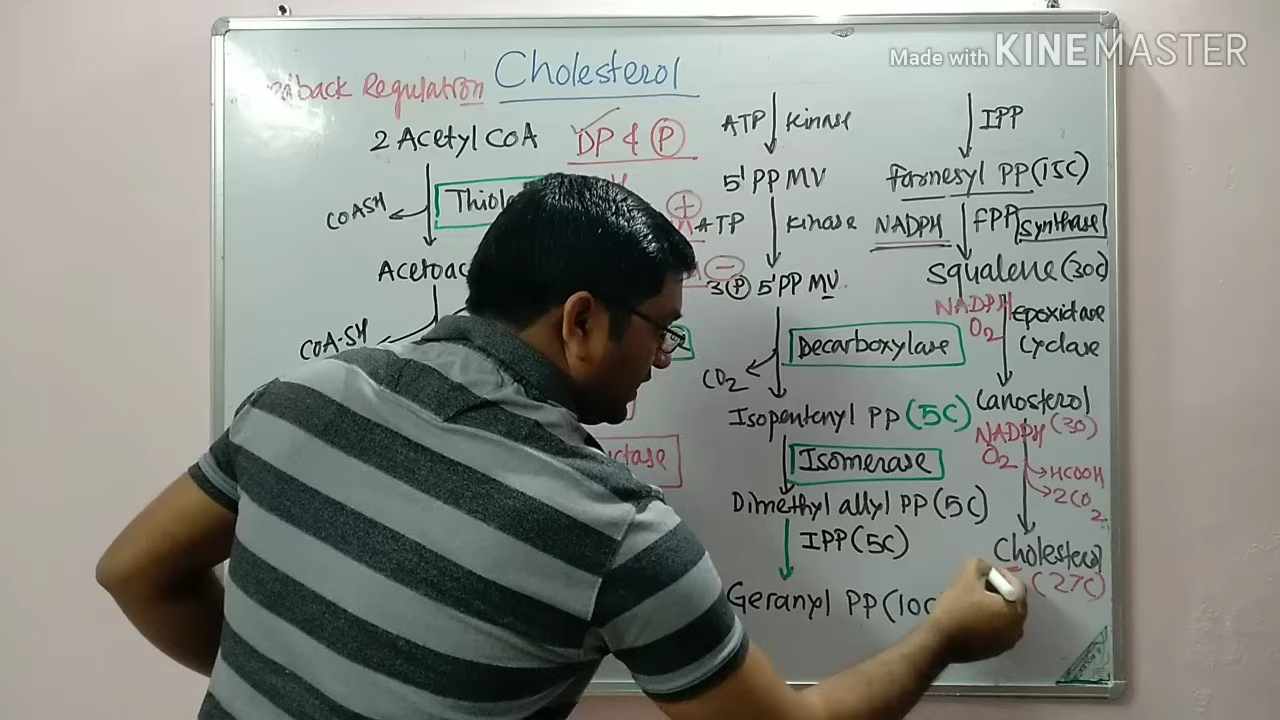 Made with KINEMASTER
Cholesterol
Regulation
2 Acetyl COA
DP & P
COASH
+
ATP
-
COA-SH
ATP kinase
5' PP MV
kinase
3 P 5' PP MV
Decarboxylase
CO2
Isopentenyl PP (5C)
Isomerase
Dimethyl allyl PP (5C)
IPP (5C)
Geranyl PP (10C
IPP
Farnesyl PP (15C)
NADPH FPP synthase
Squalene (30C)
NADPH epoxidase
O2 cyclase
Lanosterol
NADPH (30)
O2 HCOOH
2CO2
Cholesterol
(27C)